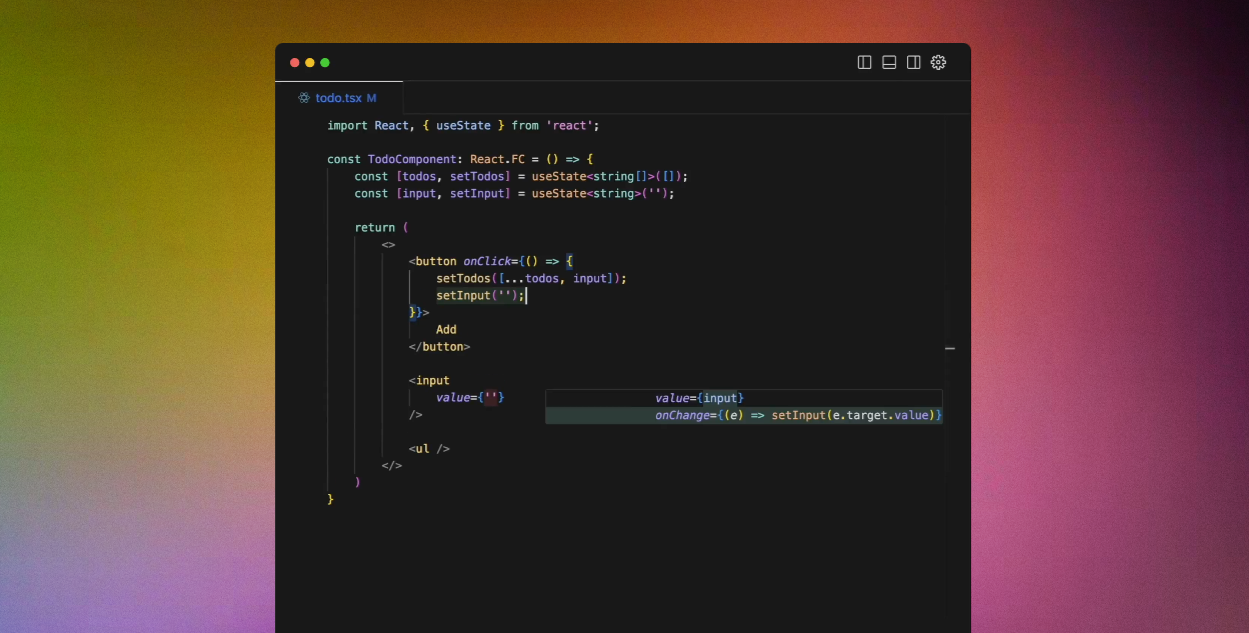 todo.tsx M
import React, { useState } from 'react';
const TodoComponent: React.FC = () => {
const [todos, setTodos] = useState<string[]>([]);
const [input, setInput] = useState<string>('');
return (
<>
<button onClick={() => {
setTodos([...todos, input]);
setInput('');
}}>
Add
</button>
<input
value={''}
value={input}
/>
onChange={(e) => setInput(e.target.value)}
<ul />
</>
)
}